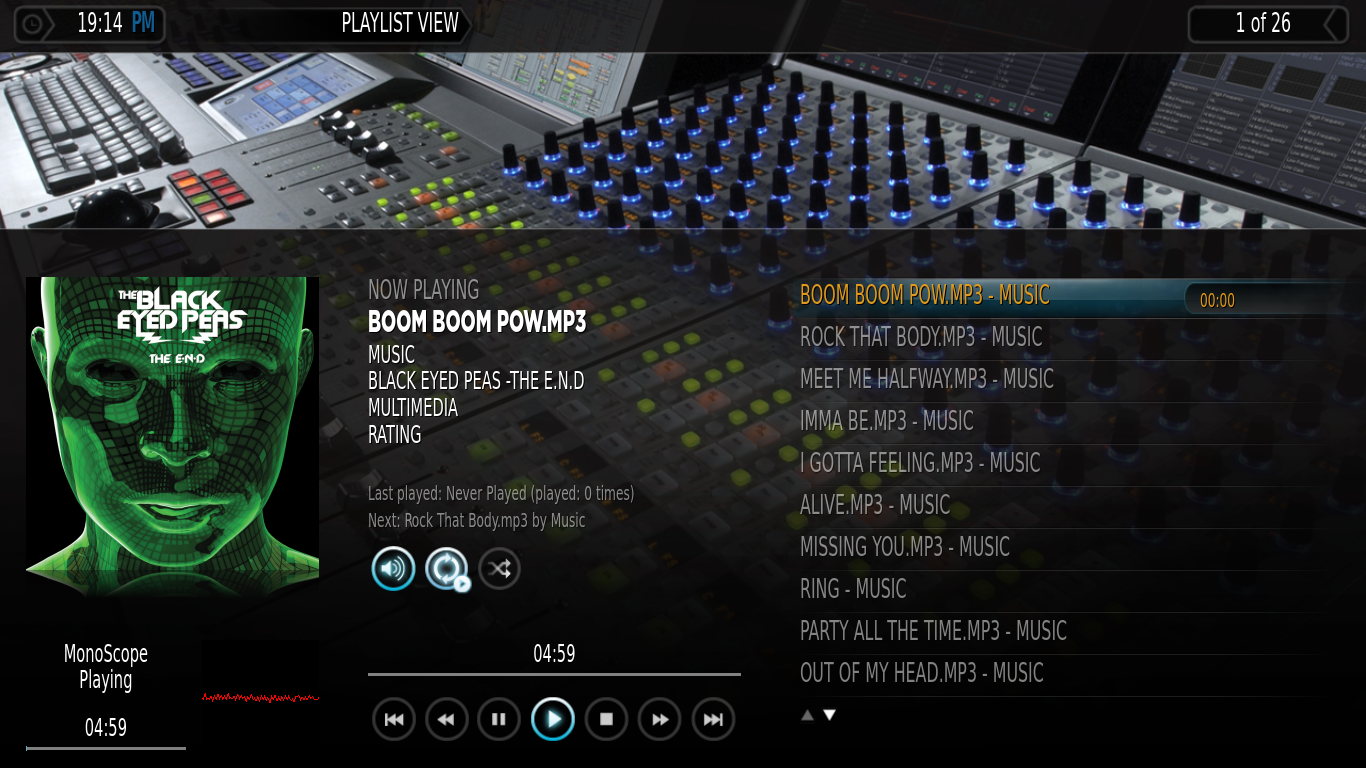 19:14 PM
PLAYLIST VIEW
1 of 26
THE BLACK
EYED PEAS
THE E·N·D
NOW PLAYING
BOOM BOOM POW.MP3
MUSIC
BLACK EYED PEAS -THE E.N.D
MULTIMEDIA
RATING
Last played: Never Played (played: 0 times)
Next: Rock That Body.mp3 by Music
MonoScope
Playing
04:59
04:59
BOOM BOOM POW.MP3 - MUSIC
00:00
ROCK THAT BODY.MP3 - MUSIC
MEET ME HALFWAY.MP3 - MUSIC
IMMA BE.MP3 - MUSIC
I GOTTA FEELING.MP3 - MUSIC
ALIVE.MP3 - MUSIC
MISSING YOU.MP3 - MUSIC
RING - MUSIC
PARTY ALL THE TIME.MP3 - MUSIC
OUT OF MY HEAD.MP3 - MUSIC